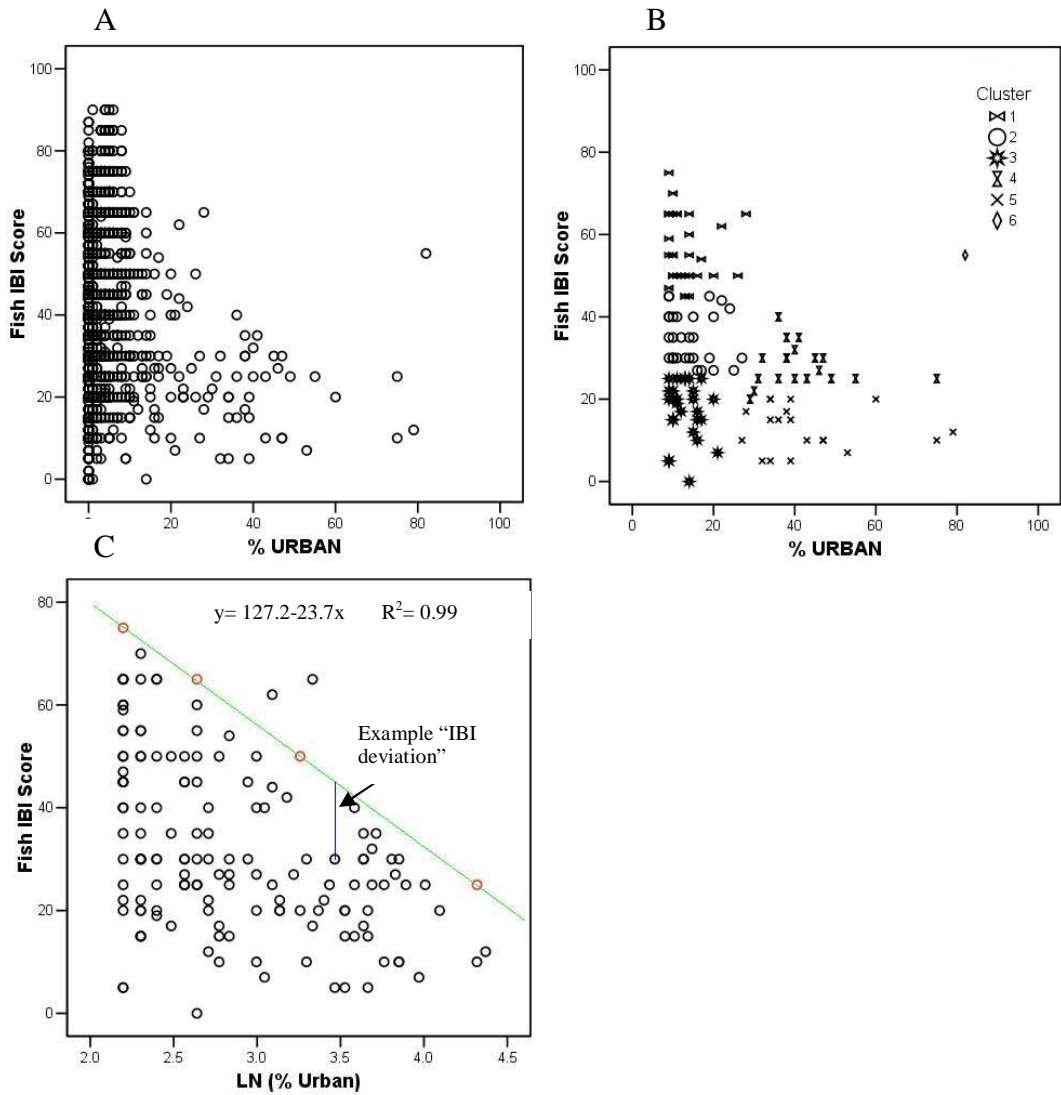 A
100
80
60
40
20
0
Fish IBI Score
20 40 60 80 100
% URBAN
B
100
80
60
40
20
0
Fish IBI Score
Cluster
1
2
3
4
5
6
0 20 40 60 80 100
% URBAN
C
80
60
40
20
0
Fish IBI Score
y= 127.2-23.7x R²= 0.99
Example “IBI
deviation”
2.0 2.5 3.0 3.5 4.0 4.5
LN (% Urban)